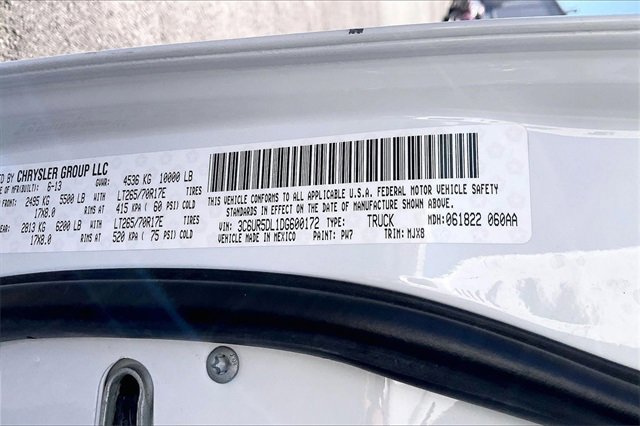 ED BY CHRYSLER GROUP LLC
E OF MFR(BUILT): 6-13 GVWR: 4536 KG 10000 LB
FRONT: 2495 KG 5500 LB LT265/70R17E TIRES
17X8.0 RIMS AT 415 KPA ( 60 PSI) COLD
REAR: 2813 KG 6200 LB LT265/70R17E TIRES
17X8.0 RIMS AT 520 KPA ( 75 PSI) COLD
THIS VEHICLE CONFORMS TO ALL APPLICABLE U.S.A. FEDERAL MOTOR VEHICLE SAFETY
STANDARDS IN EFFECT ON THE DATE OF MANUFACTURE SHOWN ABOVE.
VIN: 3C6UR5DL1DG600172 TYPE: TRUCK MDH: 061822 060AA
VEHICLE MADE IN MEXICO PAINT: PW7 TRIM: MJX8